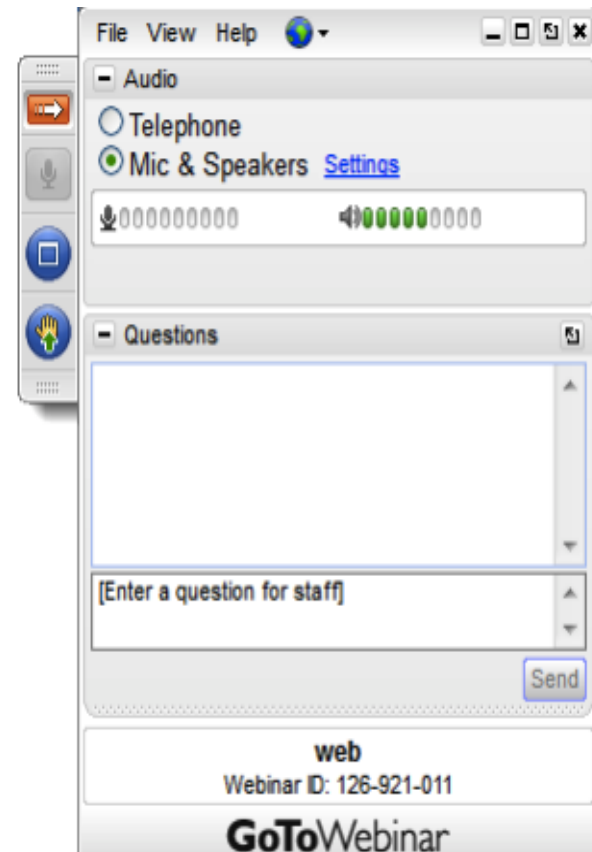 File View Help
Audio
Telephone
Mic & Speakers Settings
Questions
[Enter a question for staff]
Send
web
Webinar ID: 126-921-011
GoToWebinar